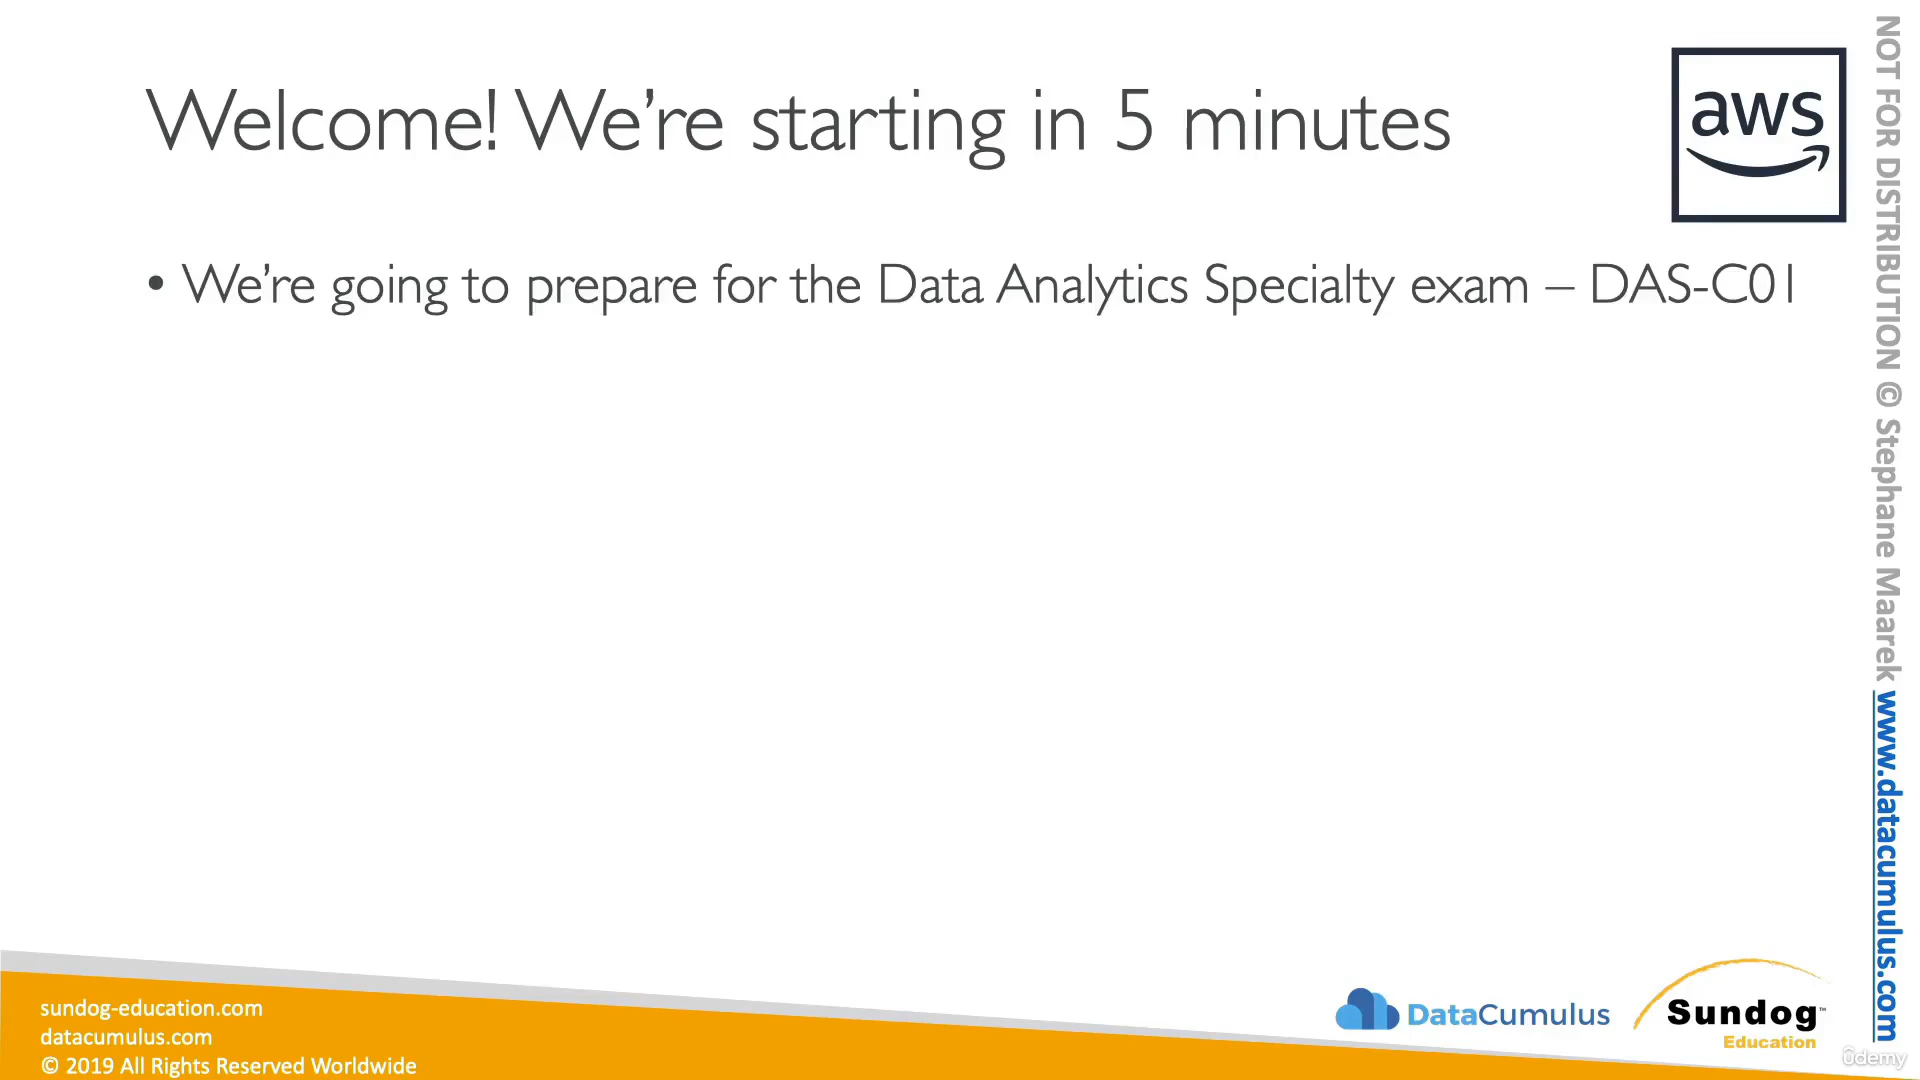 Welcome! We’re starting in 5 minutes
aws
• We’re going to prepare for the Data Analytics Specialty exam – DAS-C01
NOT FOR DISTRIBUTION © Stephane Maarek www.datacumulus.com
sundog-education.com
datacumulus.com
© 2019 All Rights Reserved Worldwide
DataCumulus
Sundog™
Education
ûdemy